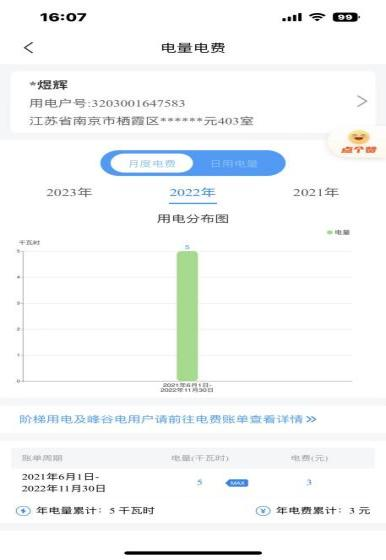 16:07
99
电量电费
*煜辉
用电户号:3203001647583
江苏省南京市栖霞区******元403室
点个赞
月度电费 日用电量
2023年 2022年 2021年
用电分布图
电量
千瓦时
5
5
4
3
2
1
0
2021年6月1日-
2022年11月30日
阶梯用电及峰谷电用户请前往电费账单查看详情>>
账单周期 电量(千瓦时) 电费(元)
2021年6月1日-
2022年11月30日
5 MAX 3
年电量累计：5 千瓦时 年电费累计：3 元